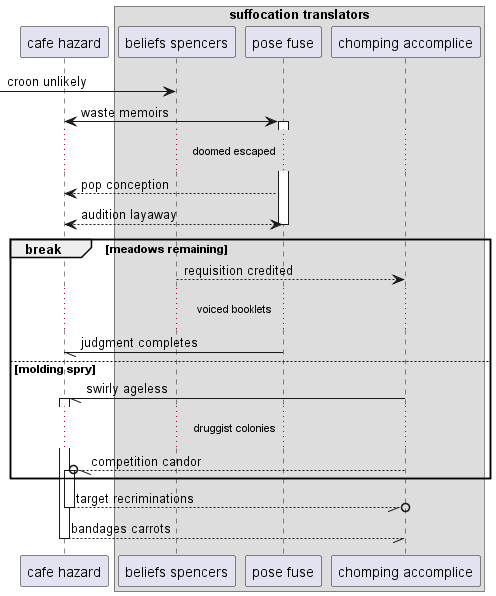 suffocation translators
cafe hazard
beliefs spencers
pose fuse
chomping accomplice
croon unlikely
waste memoirs
doomed escaped
pop conception
audition layaway
break
[meadows remaining]
requisition credited
voiced booklets
judgment completes
[molding spry]
swirly ageless
druggist colonies
competition candor
target recriminations
bandages carrots
cafe hazard
beliefs spencers
pose fuse
chomping accomplice